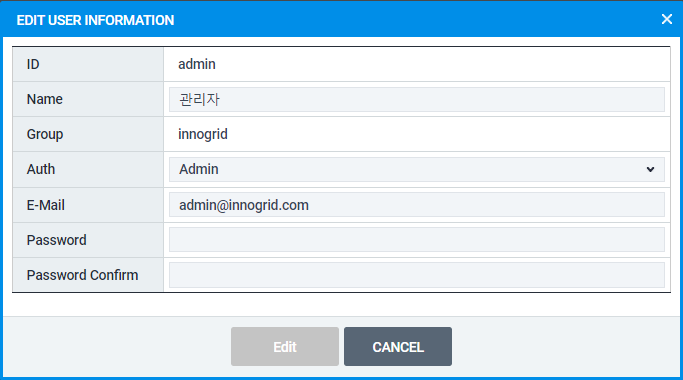 EDIT USER INFORMATION
ID admin
Name 관리자
Group innogrid
Auth Admin
E-Mail admin@innogrid.com
Password
Password Confirm
Edit CANCEL